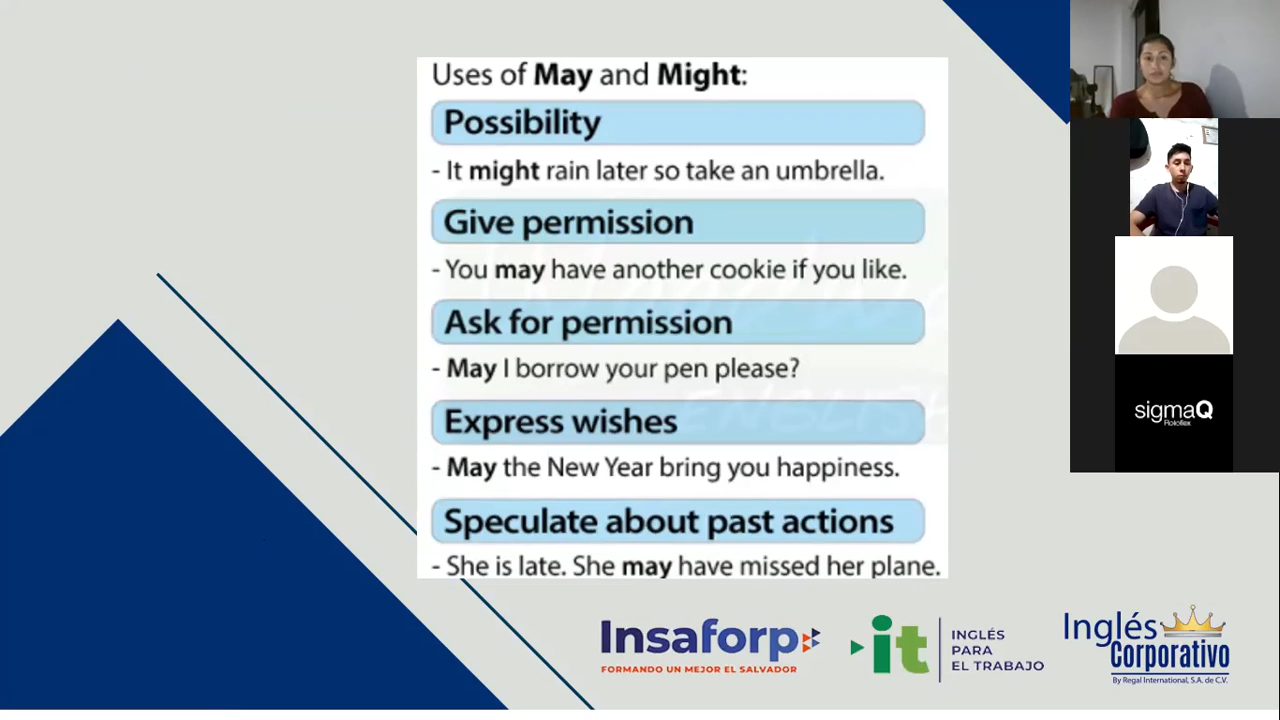 Uses of May and Might:
Possibility
- It might rain later so take an umbrella.
Give permission
- You may have another cookie if you like.
Ask for permission
- May I borrow your pen please?
Express wishes
- May the New Year bring you happiness.
Speculate about past actions
- She is late. She may have missed her plane.
sigmaQ
Insaforp
FORMANDO UN MEJOR EL SALVADOR
it
INGLÉS
PARA
EL TRABAJO
Inglés
Corporativo
By Regal International, S.A. de C.V.